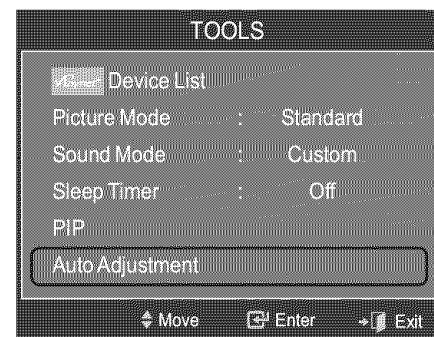 TOOLS
Device List
Picture Mode : Standard
Sound Mode : Custom
Sleep Timer : Off
PIP
Auto Adjustment
Move Enter Exit